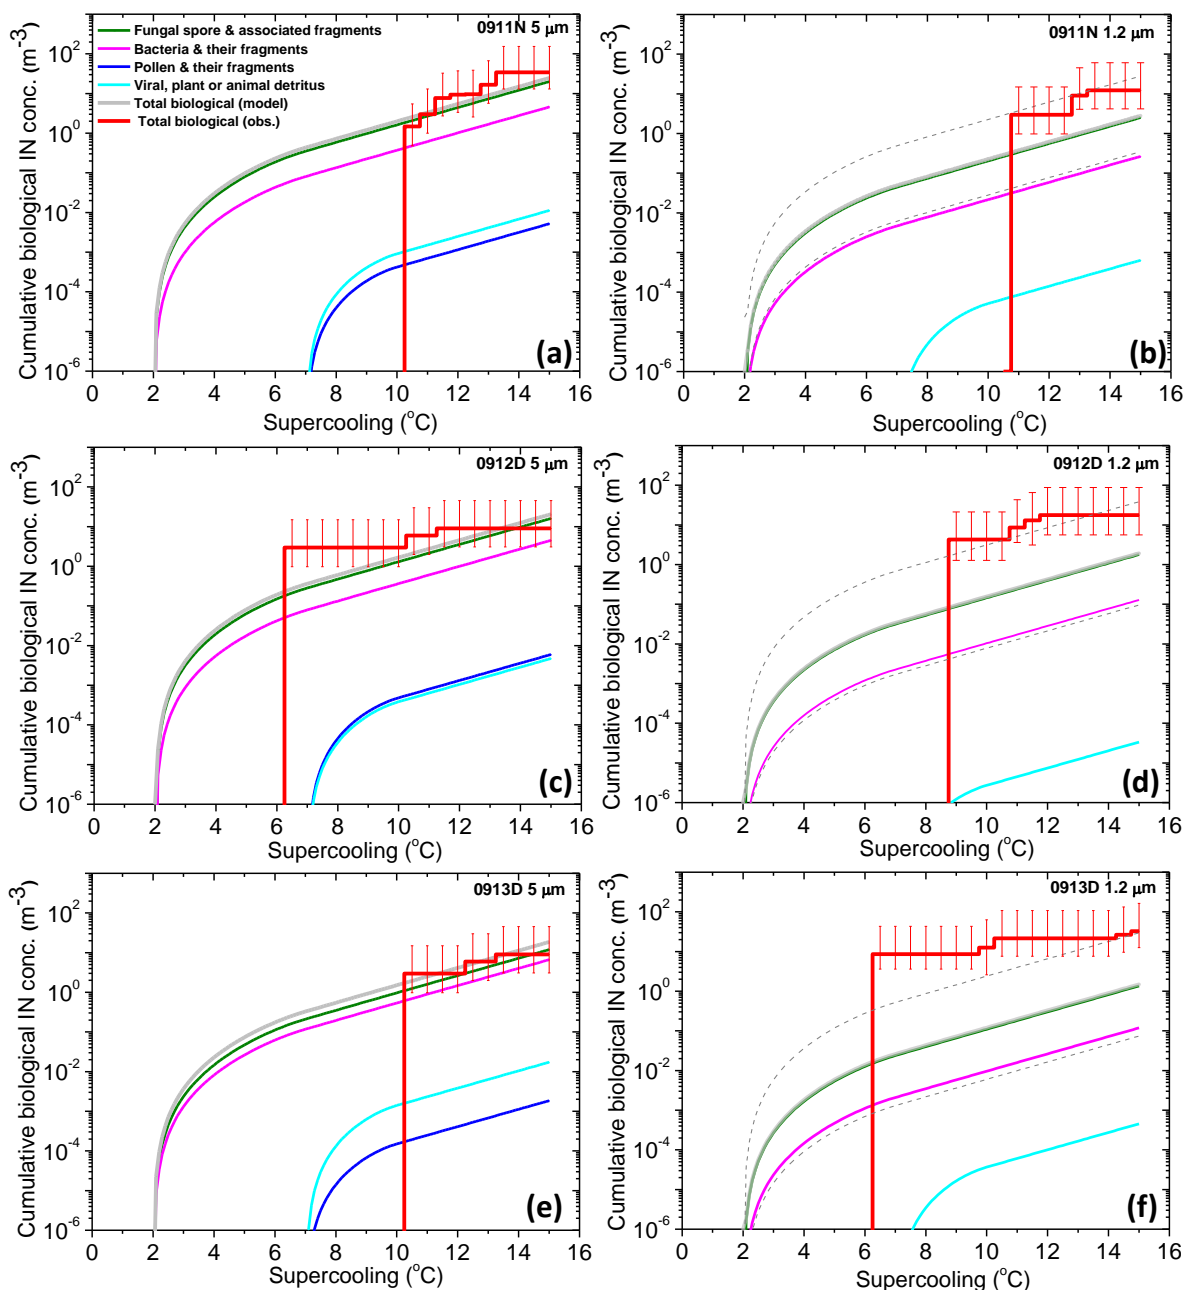 0911N 5 μm
Fungal spore & associated fragments
Bacteria & their fragments
Pollen & their fragments
Viral, plant or animal detritus
Total biological (model)
Total biological (obs.)
Cumulative biological IN conc. (m⁻³)
10²
10⁰
10⁻²
10⁻⁴
10⁻⁶
0 2 4 6 8 10 12 14 16
Supercooling (°C)
(a)
0911N 1.2 μm
Cumulative biological IN conc. (m⁻³)
10²
10⁰
10⁻²
10⁻⁴
10⁻⁶
0 2 4 6 8 10 12 14 16
Supercooling (°C)
(b)
0912D 5 μm
Cumulative biological IN conc. (m⁻³)
10²
10⁰
10⁻²
10⁻⁴
10⁻⁶
0 2 4 6 8 10 12 14 16
Supercooling (°C)
(c)
0912D 1.2 μm
Cumulative biological IN conc. (m⁻³)
10²
10⁰
10⁻²
10⁻⁴
10⁻⁶
0 2 4 6 8 10 12 14 16
Supercooling (°C)
(d)
0913D 5 μm
Cumulative biological IN conc. (m⁻³)
10²
10⁰
10⁻²
10⁻⁴
10⁻⁶
0 2 4 6 8 10 12 14 16
Supercooling (°C)
(e)
0913D 1.2 μm
Cumulative biological IN conc. (m⁻³)
10²
10⁰
10⁻²
10⁻⁴
10⁻⁶
0 2 4 6 8 10 12 14 16
Supercooling (°C)
(f)